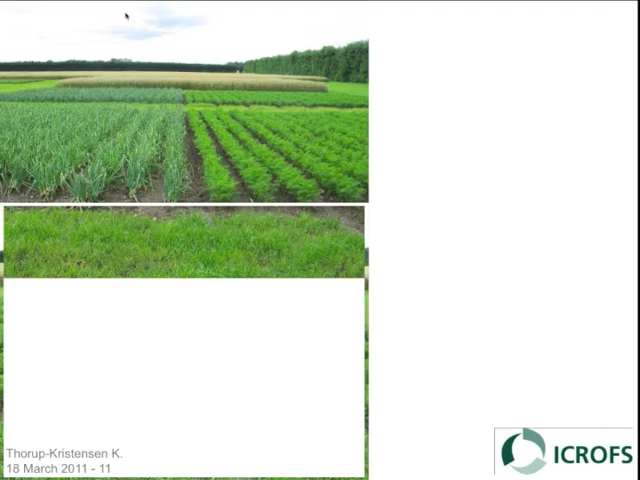 Thorup-Kristensen K.
18 March 2011 - 11
ICROFS